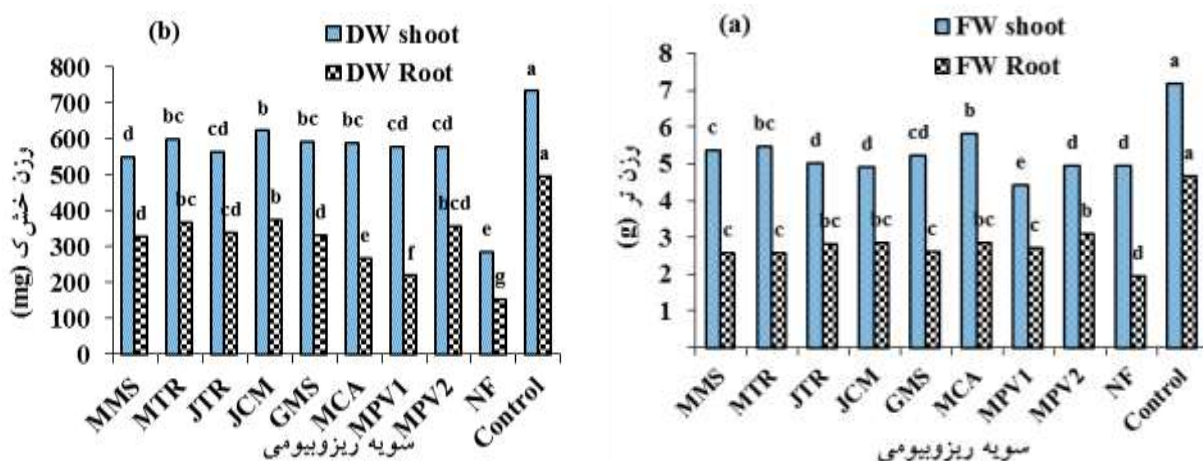 (b)
DW shoot
DW Root
وزن خشک (mg)
800
700
600
500
400
300
200
100
0
d bc cd b bc bc cd cd e a
d bc cd b d e f bcd g a
MMS MTR JTR JCM GMS MCA MPV1 MPV2 NF Control
سویه ریزوبیومی
(a)
FW shoot
FW Root
وزن تر (g)
8
7
6
5
4
3
2
1
c bc d d cd b e d d a
c c bc bc c bc c b d a
MMS MTR JTR JCM GMS MCA MPV1 MPV2 NF Control
سویه ریزوبیومی